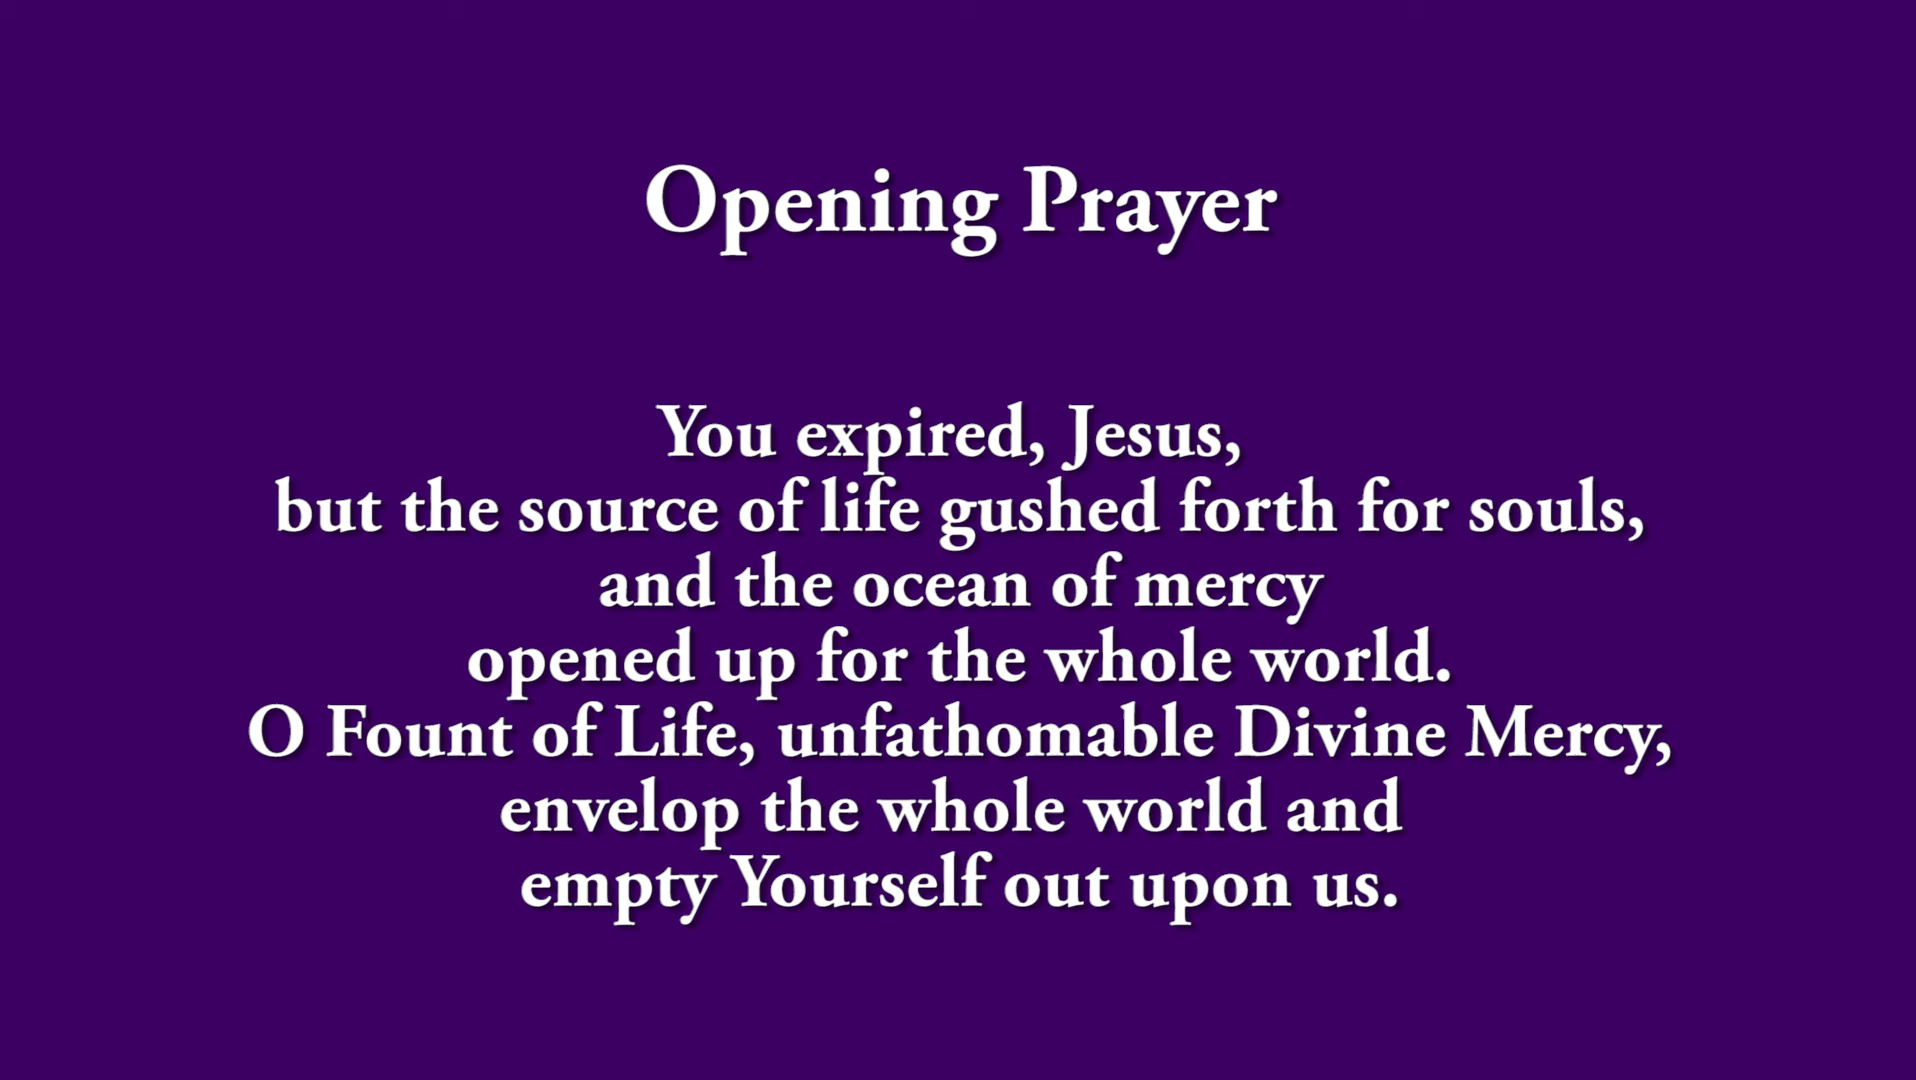 Opening Prayer
You expired, Jesus,
but the source of life gushed forth for souls,
and the ocean of mercy
opened up for the whole world.
O Fount of Life, unfathomable Divine Mercy,
envelop the whole world and
empty Yourself out upon us.